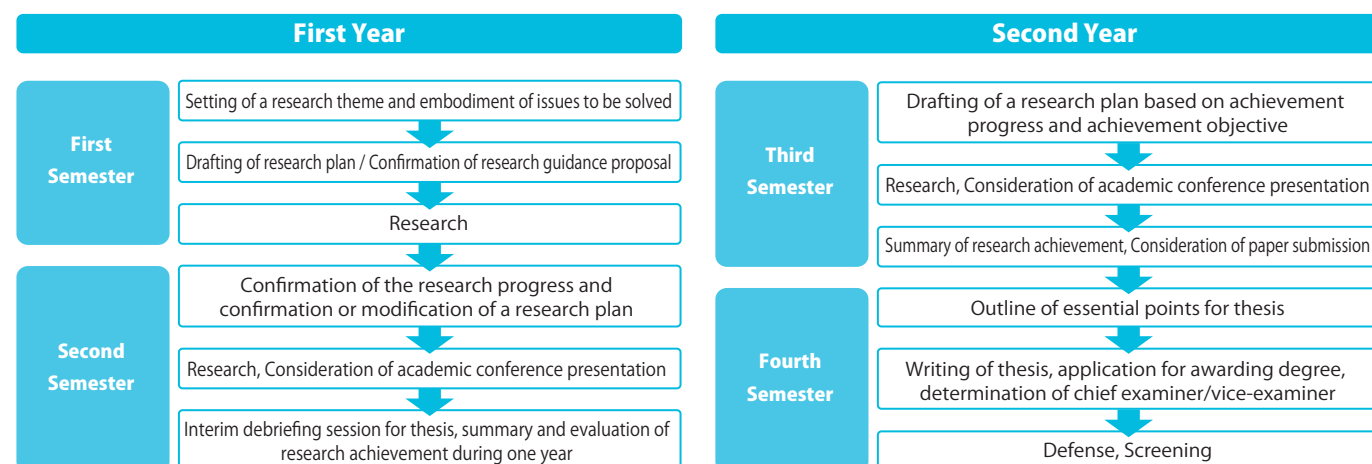 First Year
First
Semester
Setting of a research theme and embodiment of issues to be solved
Drafting of research plan / Confirmation of research guidance proposal
Research
Second
Semester
Confirmation of the research progress and
confirmation or modification of a research plan
Research, Consideration of academic conference presentation
Interim debriefing session for thesis, summary and evaluation of
research achievement during one year
Second Year
Third
Semester
Drafting of a research plan based on achievement
progress and achievement objective
Research, Consideration of academic conference presentation
Summary of research achievement, Consideration of paper submission
Fourth
Semester
Outline of essential points for thesis
Writing of thesis, application for awarding degree,
determination of chief examiner/vice-examiner
Defense, Screening